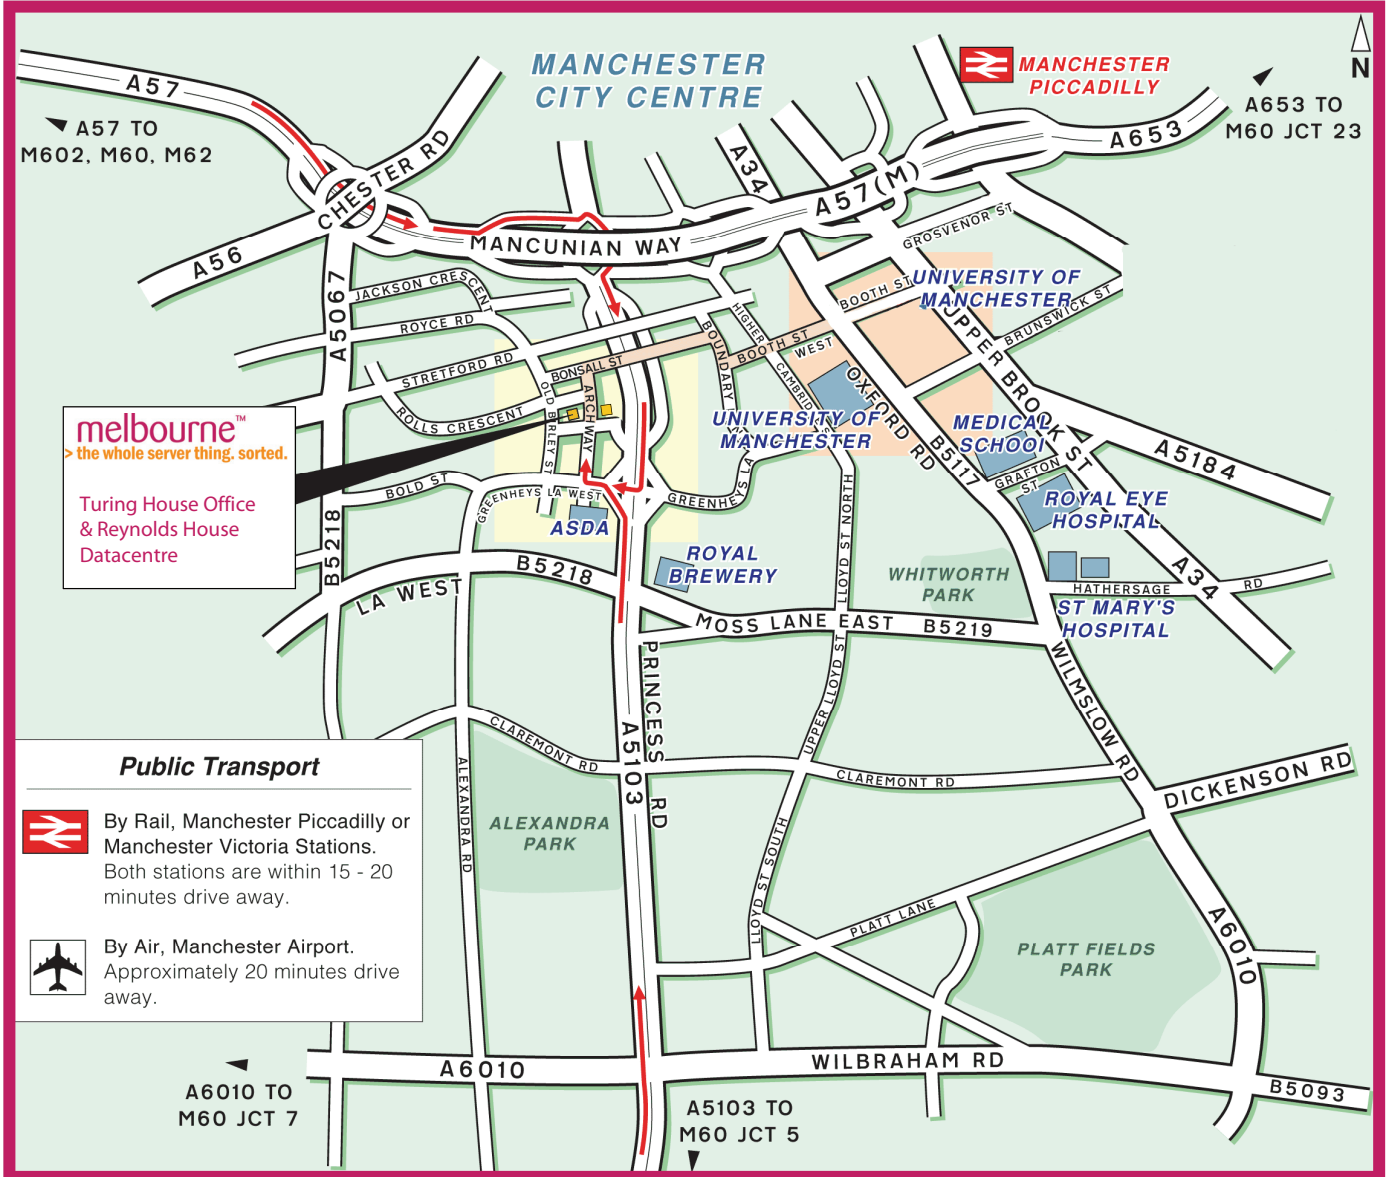 MANCHESTER
CITY CENTRE
MANCHESTER
PICCADILLY
N
A57
A57 TO
M602, M60, M62
CHESTER RD
A34
A57(M)
A653
A653 TO
M60 JCT 23
A56
MANCUNIAN WAY
GROSVENOR ST
A5067
JACKSON CRESCENT
ROYCE RD
STRETFORD RD
ROLLS CRESCENT
BONSALL ST
OLD BIRLEY ST
ARCHWAY
BOUNDARY
HIGHER
CAMBRIDGE
BOOTH ST
WEST
BOOTH ST
UNIVERSITY OF
MANCHESTER
BRUNSWICK ST
UPPER BROOK ST
OXFORD RD
B5117
UNIVERSITY OF
MANCHESTER
MEDICAL
SCHOOL
GRAFTON
ST
A5184
ROYAL EYE
HOSPITAL
melbourne™
> the whole server thing. sorted.
Turing House Office
& Reynolds House
Datacentre
BOLD ST
GREENHEYS LA WEST
GREENHEYS LA
ASDA
B5218
ROYAL
BREWERY
LLOYD ST NORTH
WHITWORTH
PARK
HATHERSAGE
RD
A34
ST MARY'S
HOSPITAL
B5218
LA WEST
MOSS LANE EAST
B5219
PRINCESS RD
A5103
UPPER LLOYD ST
WILMSLOW RD
CLAREMONT RD
CLAREMONT RD
DICKENSON RD
ALEXANDRA RD
ALEXANDRA
PARK
LLOYD ST SOUTH
PLATT LANE
PLATT FIELDS
PARK
A6010
Public Transport
By Rail, Manchester Piccadilly or
Manchester Victoria Stations.
Both stations are within 15 - 20
minutes drive away.
By Air, Manchester Airport.
Approximately 20 minutes drive
away.
A6010
WILBRAHAM RD
B5093
A6010 TO
M60 JCT 7
A5103 TO
M60 JCT 5